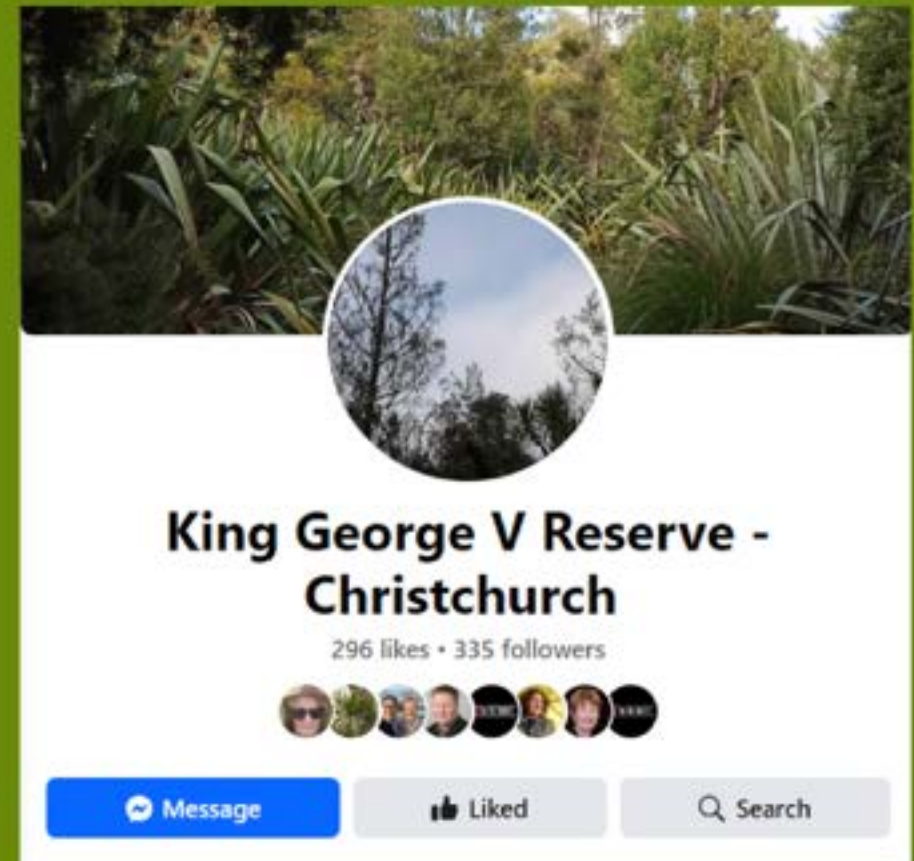 King George V Reserve -
Christchurch
296 likes • 335 followers
Message
Liked
Search